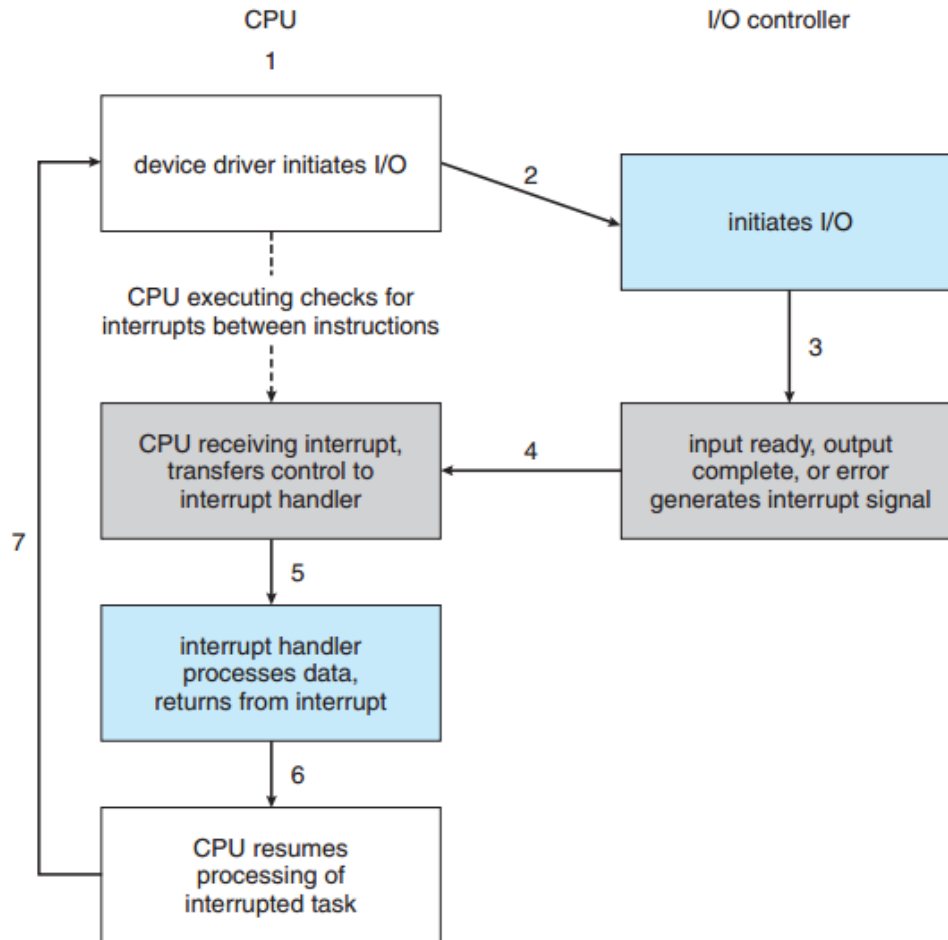 CPU
I/O controller
1
device driver initiates I/O
2
initiates I/O
CPU executing checks for
interrupts between instructions
3
CPU receiving interrupt,
transfers control to
interrupt handler
4
input ready, output
complete, or error
generates interrupt signal
7
5
interrupt handler
processes data,
returns from interrupt
6
CPU resumes
processing of
interrupted task